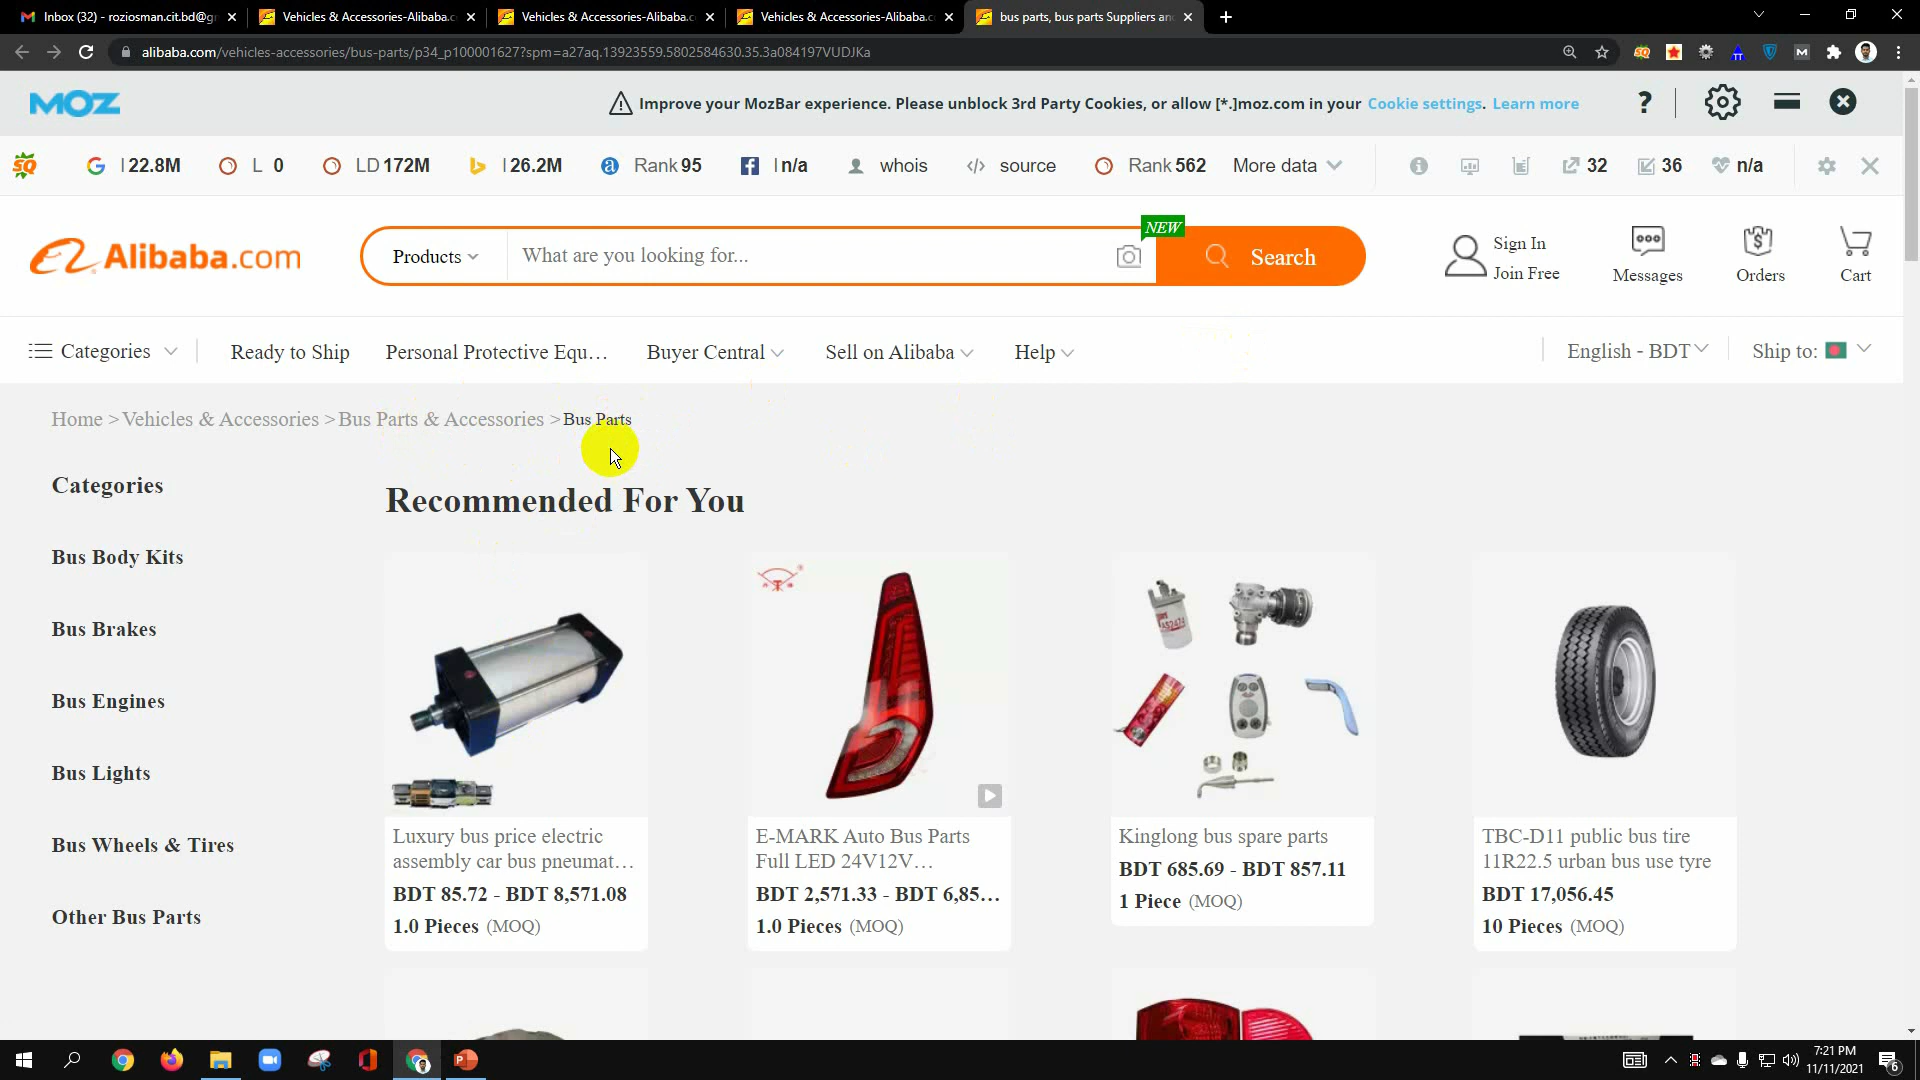 Inbox (32) - roziosman.cit.bd@g
Vehicles & Accessories-Alibaba.c
Vehicles & Accessories-Alibaba.c
Vehicles & Accessories-Alibaba.c
bus parts, bus parts Suppliers an
alibaba.com/vehicles-accessories/bus-parts/p34_p100001627?spm=a27aq.13923559.5802584630.35.3a084197VUDJKa
MOZ
Improve your MozBar experience. Please unblock 3rd Party Cookies, or allow [*.]moz.com in your Cookie settings. Learn more
SQ
I 22.8M
L 0
LD 172M
I 26.2M
Rank 95
I n/a
whois
source
Rank 562
More data
32
36
n/a
Alibaba.com
Products
What are you looking for...
NEW
Search
Sign In
Join Free
Messages
Orders
Cart
Categories
Ready to Ship
Personal Protective Equ...
Buyer Central
Sell on Alibaba
Help
English - BDT
Ship to:
Home >Vehicles & Accessories >Bus Parts & Accessories >Bus Parts
Categories
Bus Body Kits
Bus Brakes
Bus Engines
Bus Lights
Bus Wheels & Tires
Other Bus Parts
Recommended For You
Luxury bus price electric
assembly car bus pneumat...
BDT 85.72 - BDT 8,571.08
1.0 Pieces (MOQ)
E-MARK Auto Bus Parts
Full LED 24V12V...
BDT 2,571.33 - BDT 6,85...
1.0 Pieces (MOQ)
Kinglong bus spare parts
BDT 685.69 - BDT 857.11
1 Piece (MOQ)
TBC-D11 public bus tire
11R22.5 urban bus use tyre
BDT 17,056.45
10 Pieces (MOQ)
7:21 PM
11/11/2021
6